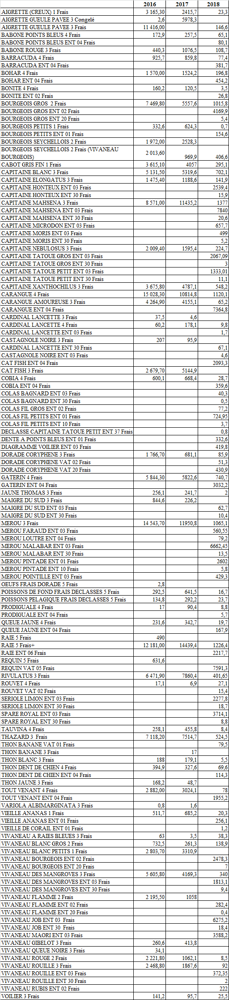 2016 2017 2018
AIGRETTE (CREUX) 1 Frais 3 165,30 2415,7 23,3
AIGRETTE GUEULE PAVEE 3 Congelé 2,6 5978,3
AIGRETTE GUEULE PAVEE 3 Frais 11 416,00 146,6
BABONE POINTS BLEUS 4 Frais 172,9 257,5 65,1
BABONE POINTS BLEUS ENT 04 Frais 80,1
BABONE ROUGE 3 Frais 440,3 1076,5 108,7
BARRACUDA 4 Frais 925,7 859,8 77,4
BARRACUDA ENT 04 Frais 381,7
BOHAR 4 Frais 1 570,00 1524,2 196,8
BOHAR ENT 04 Frais 454,2
BONITE 4 Frais 160,2 120,5 3,5
BONITE ENT 02 Frais 26,8
BOURGEOIS GROS  2 Frais 7 469,80 5557,6 1015,8
BOURGEOIS GROS ENT 02 Frais 4169,9
BOURGEOIS GROS ENT 20 Frais 5,4
BOURGEOIS PETITS 1 Frais 332,6 624,3 0,7
BOURGEOIS PETITS ENT 01 Frais 154,6
BOURGEOIS SEYCHELLOIS 2 Frais 1 972,00 2528,3
BOURGEOIS SEYCHELLOIS 2 Frais (VIVANEAU
BOURGEOIS) 2 013,60 969,9 406,6
CABOT GRIS FIN 1 Frais 3 615,10 4057 295,1
CAPITAINE BLANC 3 Frais 5 131,50 5319,6 702,1
CAPITAINE ELONGATUS 3 Frais 1 475,40 1188,6 141,9
CAPITAINE HONTEUX ENT 03 Frais 2539,4
CAPITAINE HONTEUX ENT 30 Frais 15,9
CAPITAINE MAHSENA 3 Frais 8 571,00 11435,2 1377
CAPITAINE MAHSENA ENT 03 Frais 7840
CAPITAINE MAHSENA ENT 30 Frais 20,6
CAPITAINE MICRODON ENT 03 Frais 657,7
CAPITAINE MORIS ENT 03 Frais 499
CAPITAINE MORIS ENT 30 Frais 5,2
CAPITAINE NEBULOSUS 3 Frais 2 009,40 1595,4 224,7
CAPITAINE TATOUE GROS ENT 03 Frais 2067,09
CAPITAINE TATOUE GROS ENT 30 Frais 3
CAPITAINE TATOUE PETIT ENT 03 Frais 1333,01
CAPITAINE TATOUE PETIT ENT 30 Frais 11,1
CAPITAINE XANTHOCHILUS 3 Frais 3 675,80 4787,1 548,2
CARANGUE 4 Frais 15 028,30 10814,8 1120,1
CARANGUE AMOUREUSE 3 Frais 4 264,90 4155,1 65,2
CARANGUE ENT 04 Frais 7364,8
CARDINAL LANCETTE 3 Frais 37,5 4,6
CARDINAL LANCETTE 4 Frais 60,2 178,1 9,8
CARDINAL LANCETTE ENT 03 Frais 1,7
CASTAGNOLE NOIRE 3 Frais 207 95,9
CARDINAL LANCETTE ENT 30 Frais 67,1
CASTAGNOLE NOIRE ENT 03 Frais 4,6
CAT FISH ENT 04 Frais 2093,3
CAT FISH 3 Frais 2 679,70 5144,9
COBIA 4 Frais 600,1 668,4 28,7
COBIA ENT 04 Frais 359,6
COLAS BAGNARD ENT 03 Frais 40,3
COLAS BAGNARD ENT 30 Frais 0,5
COLAS FIL GROS ENT 02 Frais 77,2
COLAS FIL PETITS ENT 01 Frais 724,95
COLAS FIL PETITS ENT 10 Frais 3,7
DECLASSE CAPITAINE TATOUE PETIT ENT 37 Frais 0,8
DENTE A POINTS BLEUS ENT 01 Frais 332,6
DIAGRAMME VOILIER ENT 03 Frais 419,8
DORADE CORYPHENE 3 Frais 1 766,70 681,1 85,9
DORADE CORYPHENE VAT 02 Frais 51,3
DORADE CORYPHENE VAT 20 Frais 430,9
GATERIN 4 Frais 5 844,30 5822,6 740,7
GATERIN ENT 04 Frais 3032,2
JAUNE THOMAS 3 Frais 256,1 241,7 2
MAIGRE DU SUD 3 Frais 844,6 226,2
MAIGRE DU SUD ENT 03 Frais 62,7
MAIGRE DU SUD ENT 30 Frais 10,4
MEROU 3 Frais 14 543,70 11950,8 1065,1
MEROU FARAUD ENT 03 Frais 560,55
MEROU LOUTRE ENT 04 Frais 79,2
MEROU MALABAR ENT 03 Frais 6662,45
MEROU MALABAR ENT 30 Frais 13,5
MEROU PINTADE ENT 01 Frais 2602
MEROU PINTADE ENT 10 Frais 5,8
MEROU POINTILLE ENT 03 Frais 429,3
OEUFS FRAIS DORADE 5 Frais 2,8
POISSONS DE FOND FRAIS DECLASSES 5 Frais 292,5 641,5 16,7
POISSONS PELAGIQUE FRAIS DECLASSES 5 Frais 134,8 292,2 23,7
PRODIGUALE 4 Frais 17 90,4 8,8
PRODIGUALE ENT 04 Frais 5,7
QUEUE JAUNE 4 Frais 231,6 342,7 19,7
QUEUE JAUNE ENT 04 Frais 167,9
RAIE 5 Frais 490
RAIE 5 Frais+ 12 181,00 14439,4 1226,4
RAIE ENT 06 Frais 2217,7
REQUIN 5 Frais 631,6
REQUIN VAT 05 Frais 7591,3
RIVULATUS 3 Frais 6 471,90 7860,4 401,65
ROUVET 4 Frais 17,1 6,9 27,1
ROUVET VAT 02 Frais 15,4
SERIOLE LIMON ENT 03 Frais 2277,8
SERIOLE LIMON ENT 30 Frais 18,7
SPARE ROYAL ENT 03 Frais 3714,1
SPARE ROYAL ENT 30 Frais 8,8
TAUVINA 4 Frais 258,1 455,8 8,4
THAZARD 3  Frais 7 118,20 7514,7 524,5
THON BANANE VAT 01 Frais 79,5
THON BANANE 3 Frais 17
THON BLANC 3 Frais 188 179,1 5,5
THON DENT DE CHIEN 4 Frais 394,9 327,6 69,6
THON DENT DE CHIEN ENT 04 Frais 114,3
THON JAUNE 3 Frais 168,2 48,7
TOUT VENANT 4 Frais 2 882,00 3024,1 78
TOUT VENANT ENT 04 Frais 1955,2
VARIOLA ALBIMARGINATA 3 Frais 0,8 1,6
VIEILLE ANANAS 1 Frais 511,7 685,2 20,3
VIEILLE ANANAS ENT 01 Frais 256,1
VIEILLE DE CORAIL ENT 01 Frais 1,2
VIVANEAU A RAIES BLEUES 3 Frais 63 3,5 38,3
VIVANEAU BLANC GROS 2 Frais 732,5 261,3 138,9
VIVANEAU BLANC PETITS 1 Frais 2 803,70 3310,9
VIVANEAU BOURGEOIS ENT 02 Frais 2478,3
VIVANEAU BOURGEOIS ENT 20 Frais 7
VIVANEAU DES MANGROVES 3 Frais 5 605,80 4169,3 340
VIVANEAU DES MANGROVES ENT 03 Frais 1813,1
VIVANEAU DES MANGROVES ENT 30 Frais 9,4
VIVANEAU FLAMME 2 Frais 2 195,50 1058
VIVANEAU FLAMME ENT 02 Frais 282,4
VIVANEAU FLAMME ENT 20 Frais 0,4
VIVANEAU JOB ENT 03  Frais 6275,2
VIVANEAU JOB ENT 30  Frais 18,4
VIVANEAU MAORI ENT 03 Frais 3588,2
VIVANEAU GIBELOT 3 Frais 260,6 413,8
VIVANEAU QUEUE NOIRE 3 Frais 34,1
VIVANEAU ROUGE 2 Frais 2 221,80 1062,1 8,5
VIVANEAU ROUILLE 3 Frais 2 468,80 1867,6 92
VIVANEAU ROUILLE ENT 03 Frais 372,35
VIVANEAU ROUILLE ENT 30 Frais 2
VIVANEAU RUBIS ENT 02 Frais 222
VOILIER 3 Frais 141,2 95,7 25,5